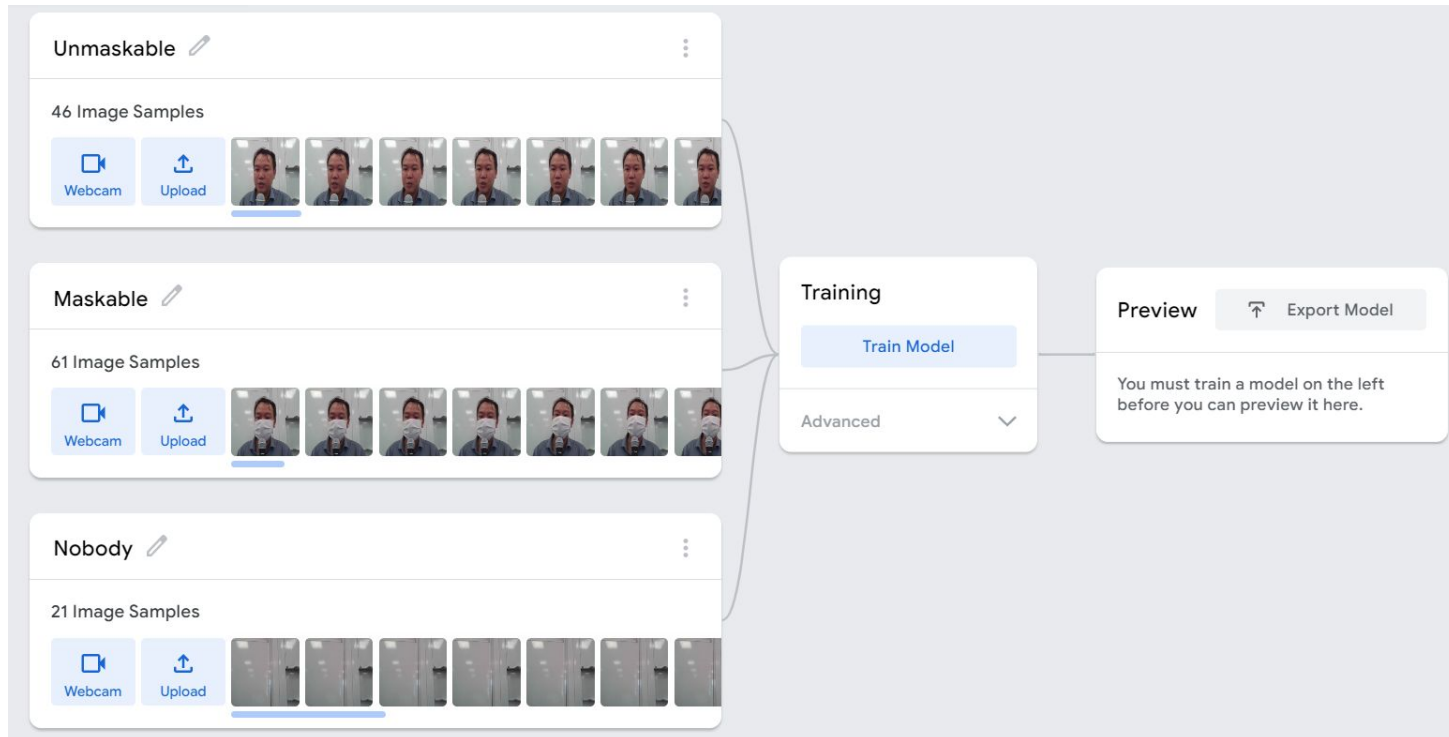 Unmaskable
46 Image Samples
Webcam
Upload
Maskable
61 Image Samples
Webcam
Upload
Nobody
21 Image Samples
Webcam
Upload
Training
Train Model
Advanced
Preview
Export Model
You must train a model on the left
before you can preview it here.